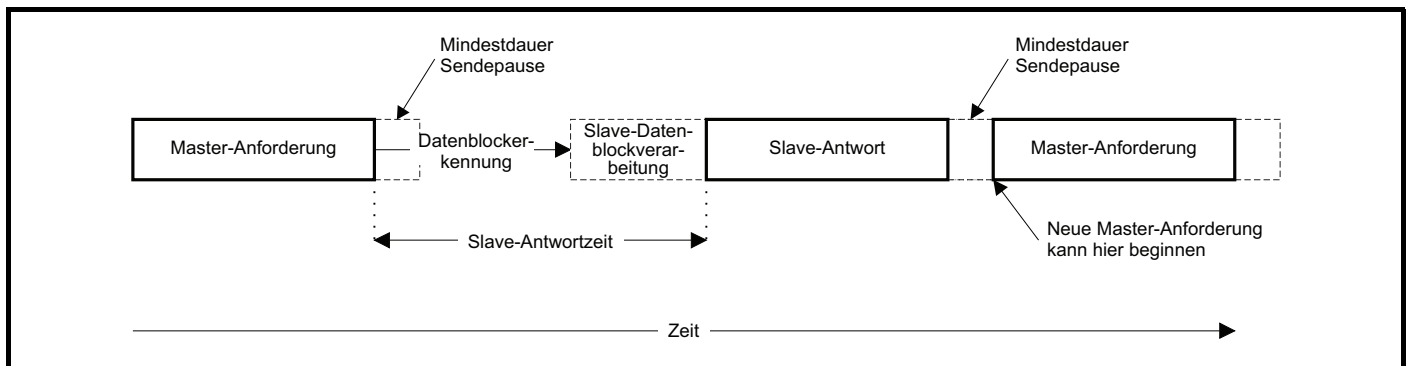 Mindestdauer
Sendepause
Mindestdauer
Sendepause
Master-Anforderung
Datenblocker-
kennung
Slave-Daten-
blockverar-
beitung
Slave-Antwort
Master-Anforderung
Slave-Antwortzeit
Neue Master-Anforderung
kann hier beginnen
Zeit